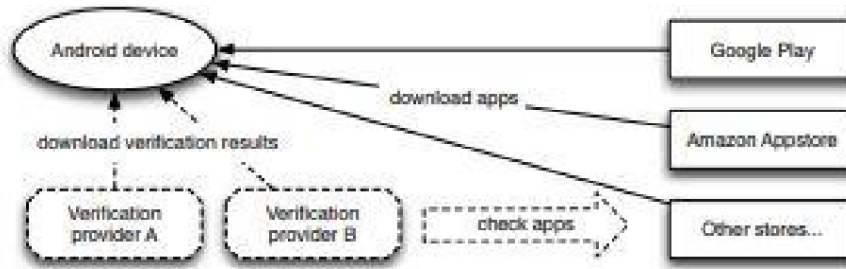 Android device
Google Play
download apps
Amazon Appstore
download verification results
Verification
provider A
Verification
provider B
check apps
Other stores...